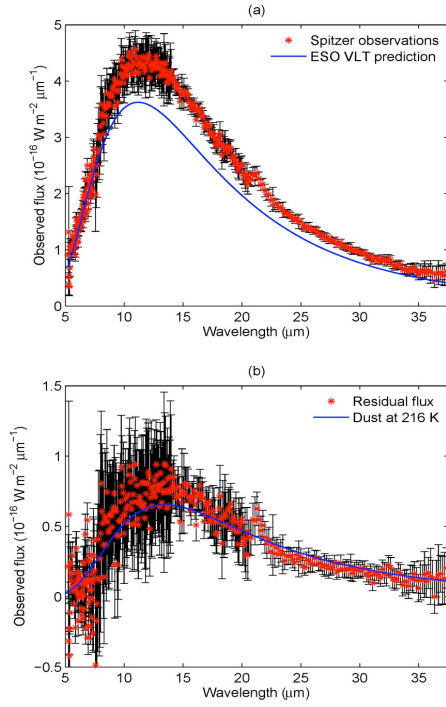 (a)
Spitzer observations
ESO VLT prediction
Observed flux (10⁻¹⁶ W m⁻² μm⁻¹)
5
4
3
2
1
0
5 10 15 20 25 30 35
Wavelength (μm)
(b)
Residual flux
Dust at 216 K
Observed flux (10⁻¹⁶ W m⁻² μm⁻¹)
1.5
1
0.5
0
−0.5
5 10 15 20 25 30 35
Wavelength (μm)